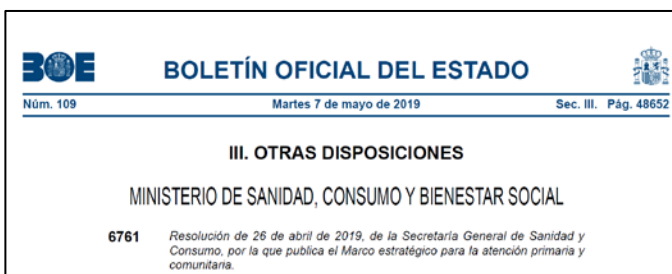 BOE
BOLETÍN OFICIAL DEL ESTADO
Núm. 109 Martes 7 de mayo de 2019 Sec. III. Pág. 48652
III. OTRAS DISPOSICIONES
MINISTERIO DE SANIDAD, CONSUMO Y BIENESTAR SOCIAL
6761 Resolución de 26 de abril de 2019, de la Secretaría General de Sanidad y
Consumo, por la que publica el Marco estratégico para la atención primaria y
comunitaria.